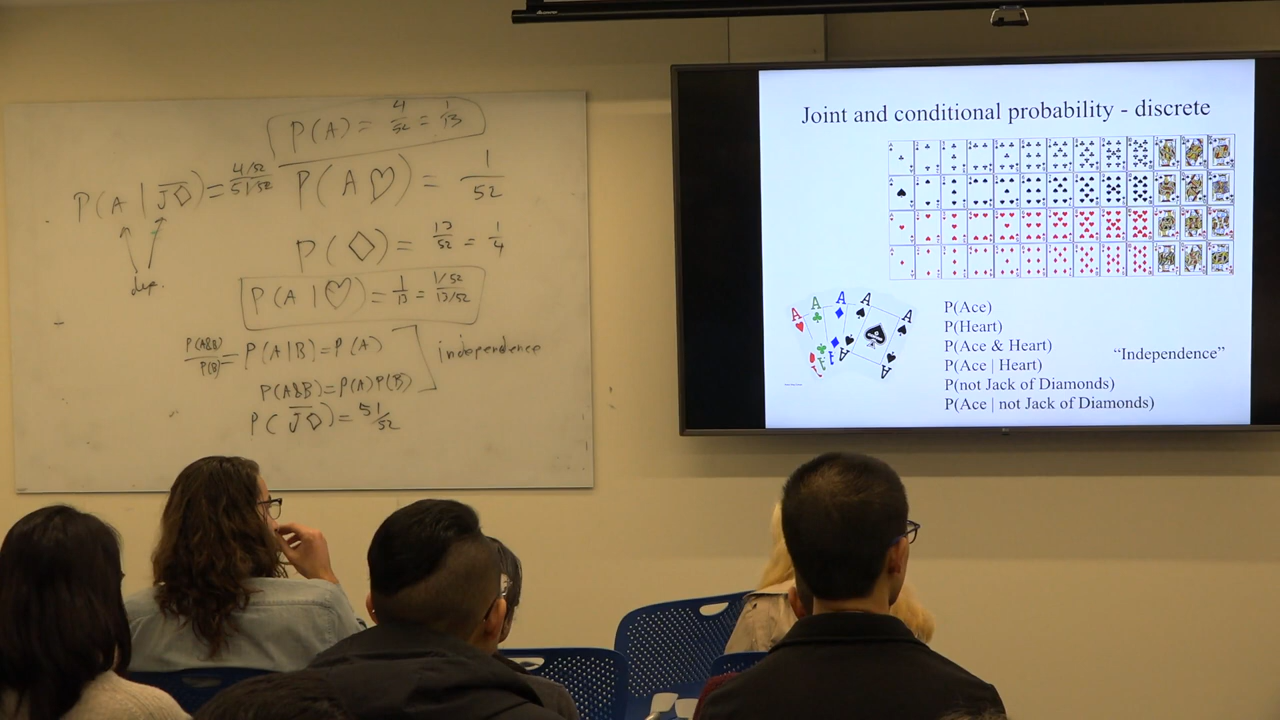 P(A) = 4/52 = 1/13
P(A | J̅◇) = (4/52)/(51/52)
dep.
P(A ♡) = 1/52
P(◇) = 13/52 = 1/4
P(A | ♡) = 1/13 = (1/52)/(13/52)
P(A&B)/P(B) = P(A|B) = P(A)
P(A&B) = P(A)P(B)
independence
P(J̅◇) = 51/52
Joint and conditional probability - discrete
P(Ace)
P(Heart)
P(Ace & Heart)
P(Ace | Heart)
P(not Jack of Diamonds)
P(Ace | not Jack of Diamonds)
“Independence”